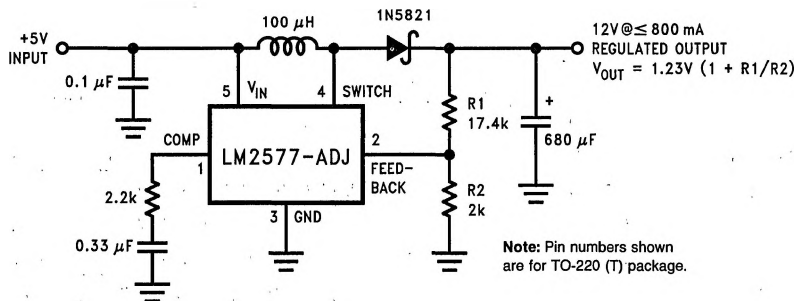 100 μH
1N5821
+5V
INPUT
12V@≤ 800 mA
REGULATED OUTPUT
V_OUT = 1.23V (1 + R1/R2)
0.1 μF
5
V_IN
4
SWITCH
R1
17.4k
+
680 μF
COMP
1
LM2577-ADJ
2
FEED-
BACK
2.2k
R2
2k
3
GND
0.33 μF
Note: Pin numbers shown
are for TO-220 (T) package.